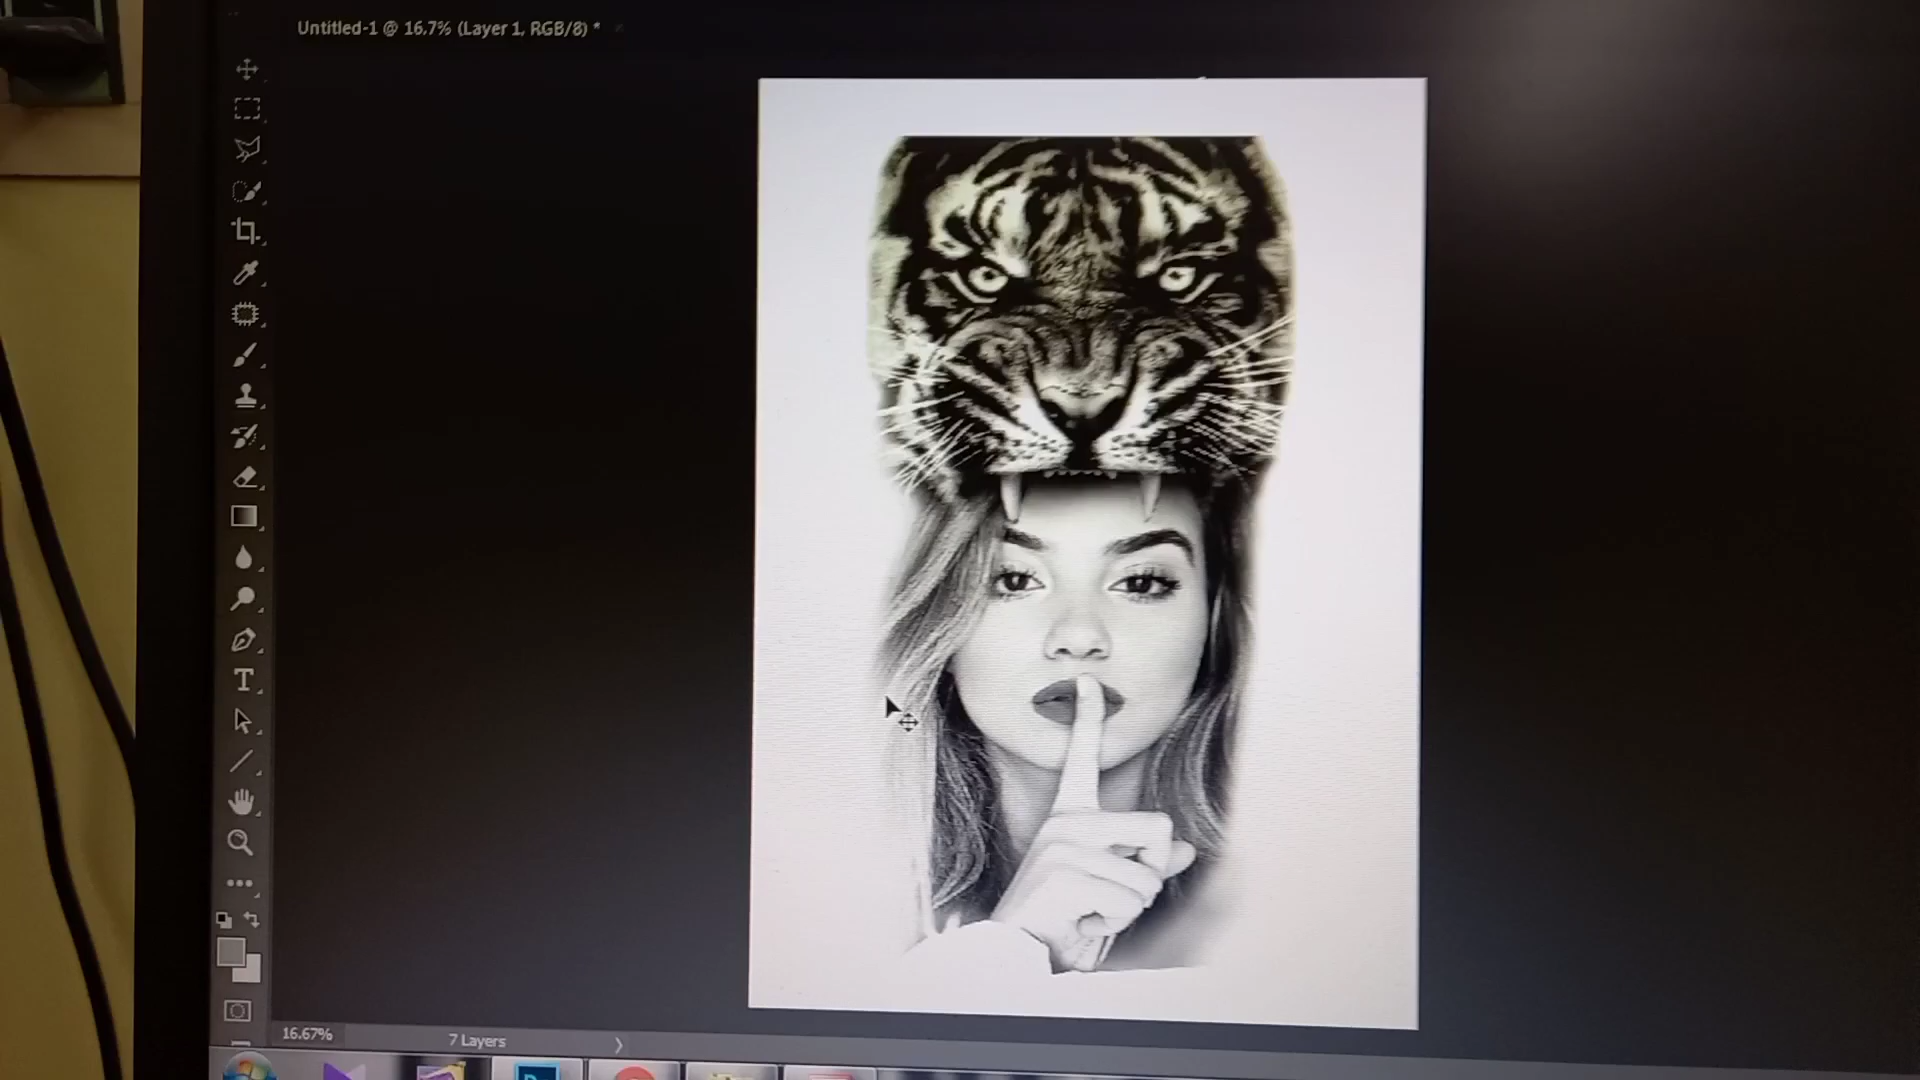 Untitled-1 @ 16.7% (Layer 1, RGB/8) *
T
16.67%
7 Layers